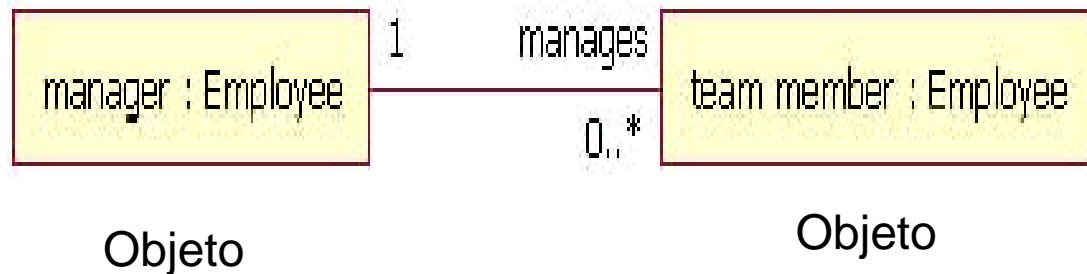 1 manages
manager : Employee team member : Employee
0..*
Objeto Objeto